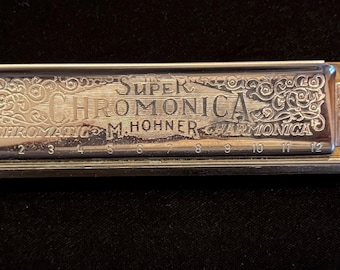 SUPER
CHROMONICA
CHROMATIC M. HOHNER HARMONICA
2 3 4 5 6 7 8 9 10 11 12